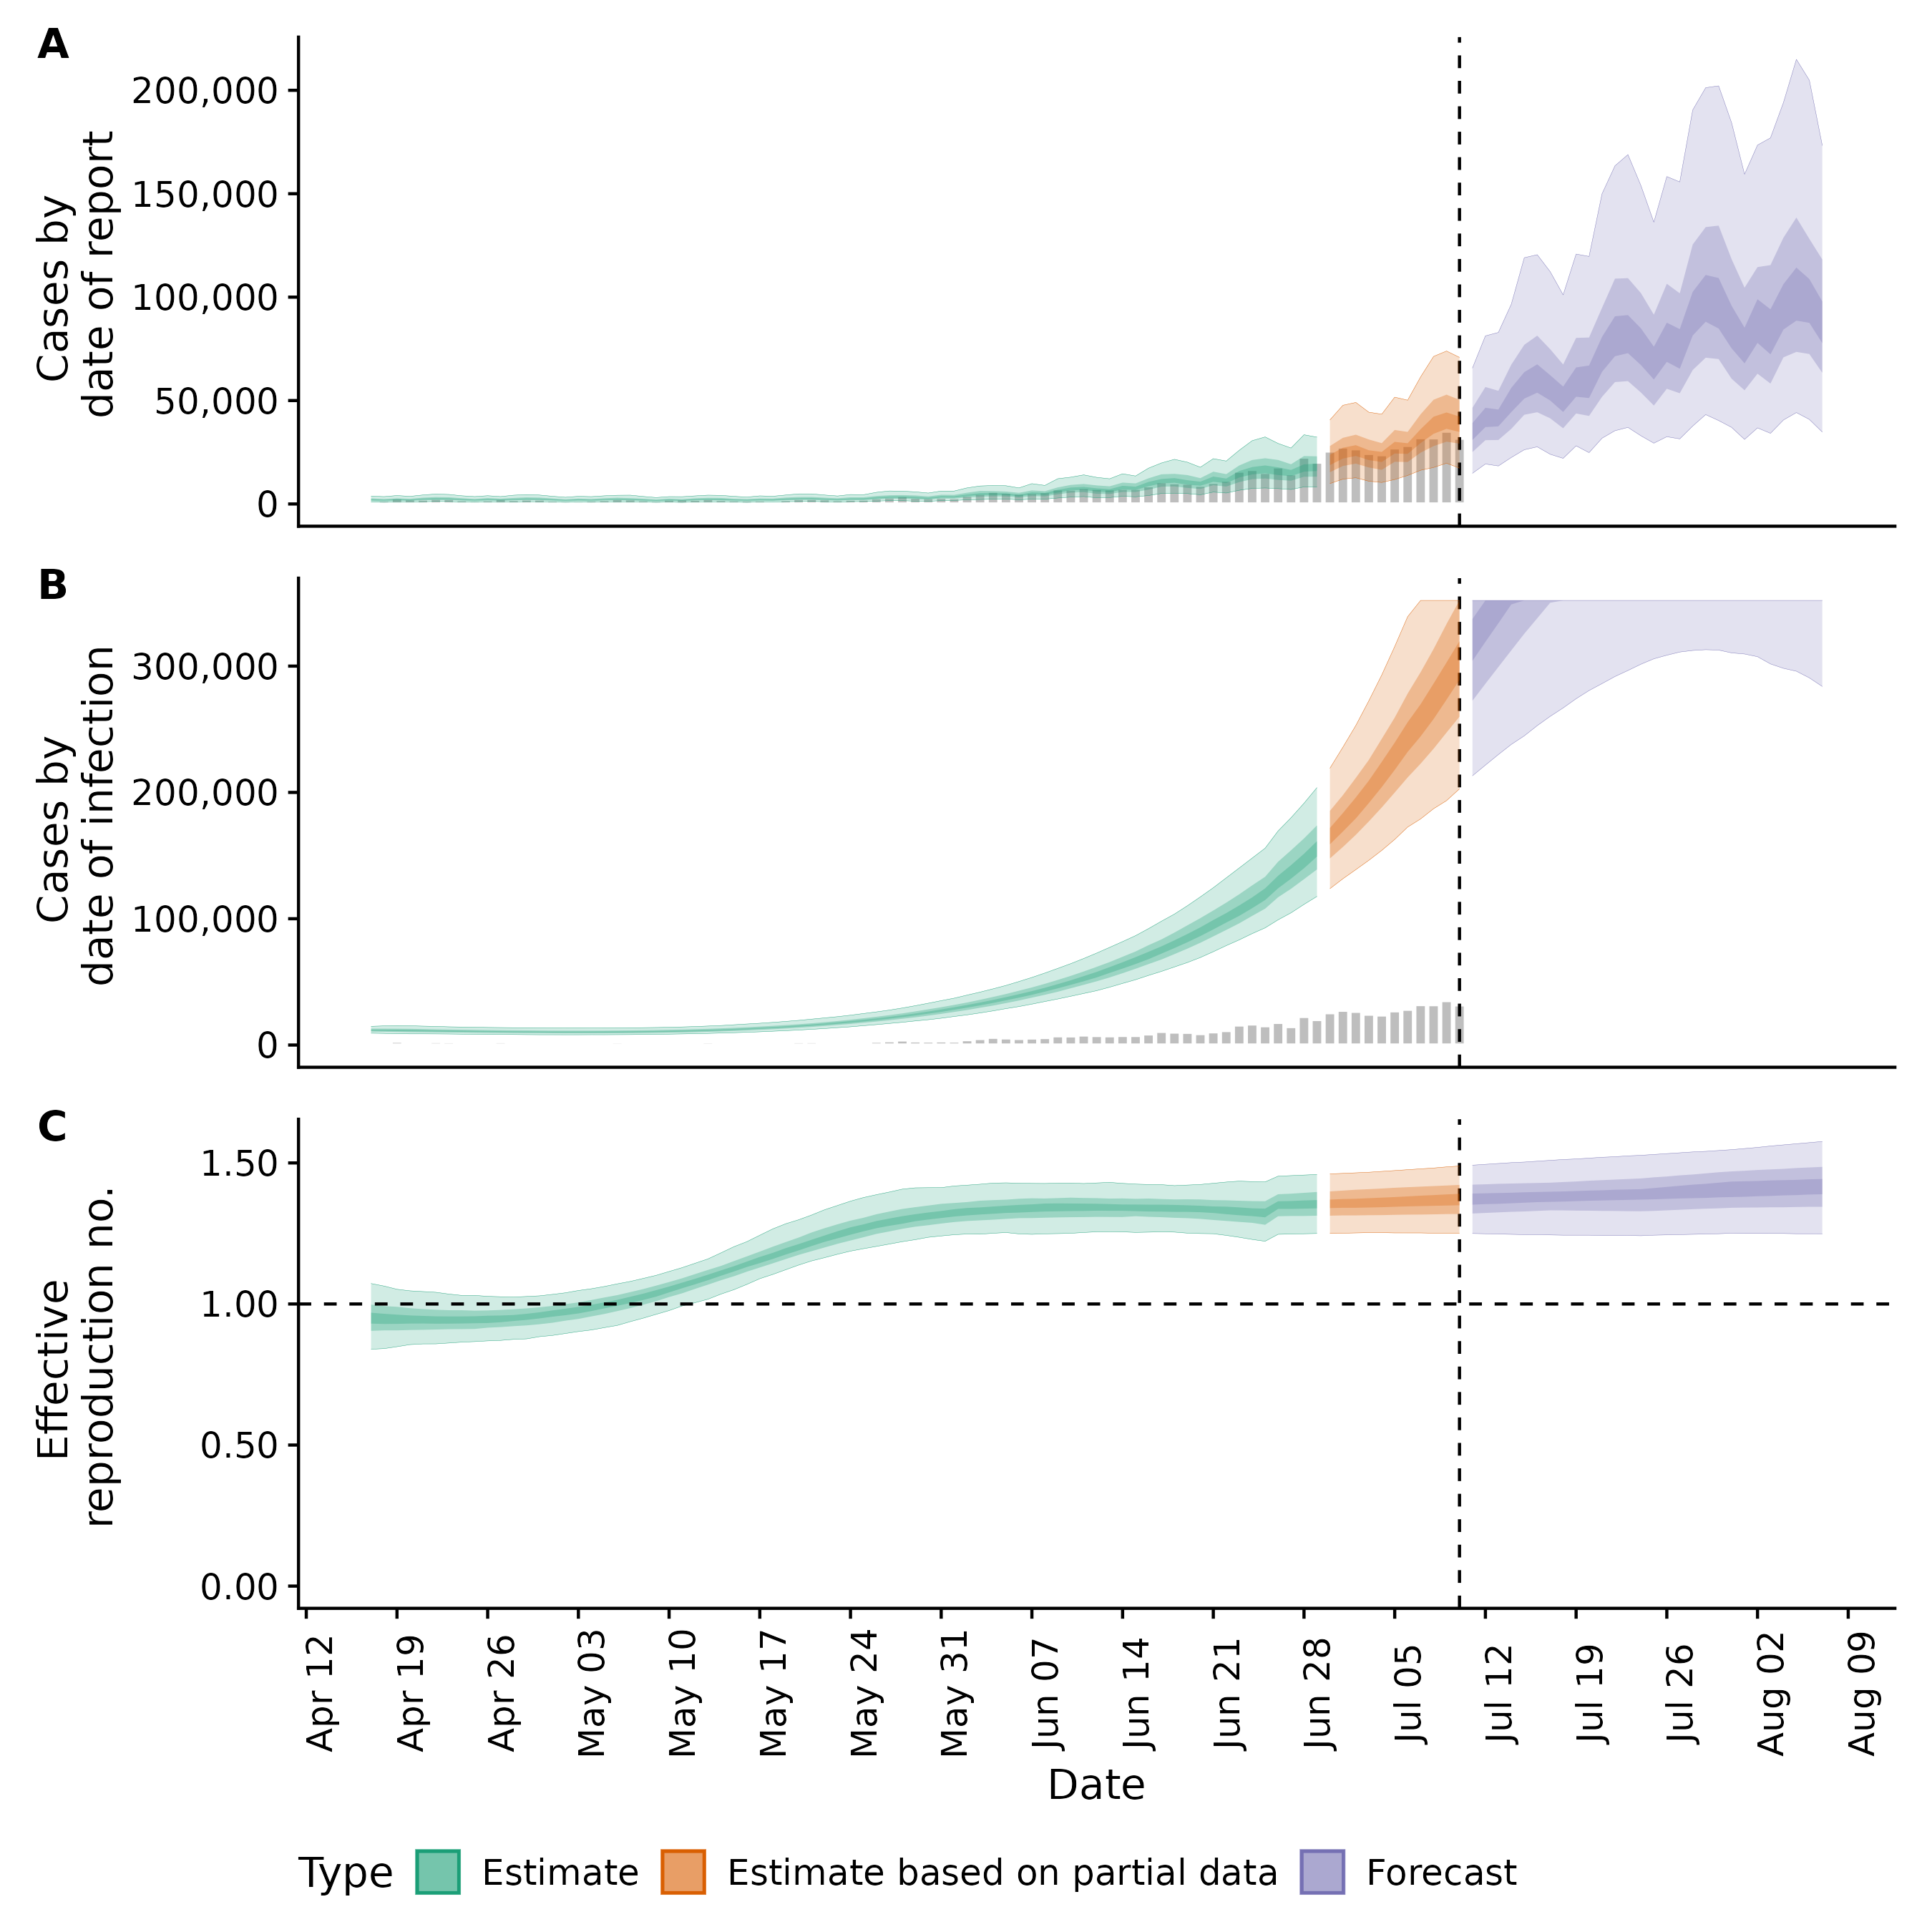 A
Cases by
date of report
200,000
150,000
100,000
50,000
0
B
Cases by
date of infection
300,000
200,000
100,000
0
C
Effective
reproduction no.
1.50
1.00
0.50
0.00
Apr 12
Apr 19
Apr 26
May 03
May 10
May 17
May 24
May 31
Jun 07
Jun 14
Jun 21
Jun 28
Jul 05
Jul 12
Jul 19
Jul 26
Aug 02
Aug 09
Date
Type Estimate Estimate based on partial data Forecast